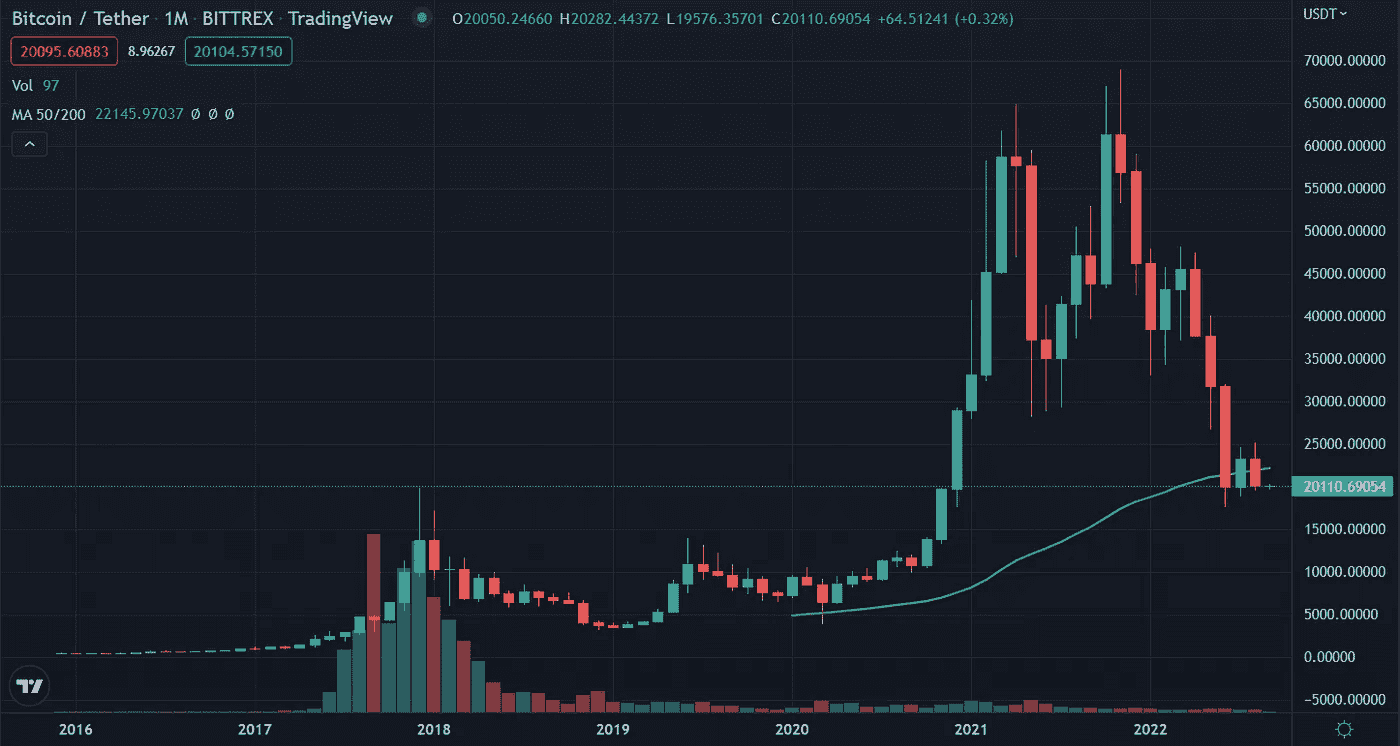 Bitcoin / Tether · 1M · BITTREX · TradingView O20050.24660 H20282.44372 L19576.35701 C20110.69054 +64.51241 (+0.32%)
USDT
20095.60883 8.96267 20104.57150
Vol 97
MA 50/200 22145.97037 Ø Ø Ø
70000.00000
65000.00000
60000.00000
55000.00000
50000.00000
45000.00000
40000.00000
35000.00000
30000.00000
25000.00000
20110.69054
15000.00000
10000.00000
5000.00000
0.00000
−5000.00000
2016 2017 2018 2019 2020 2021 2022